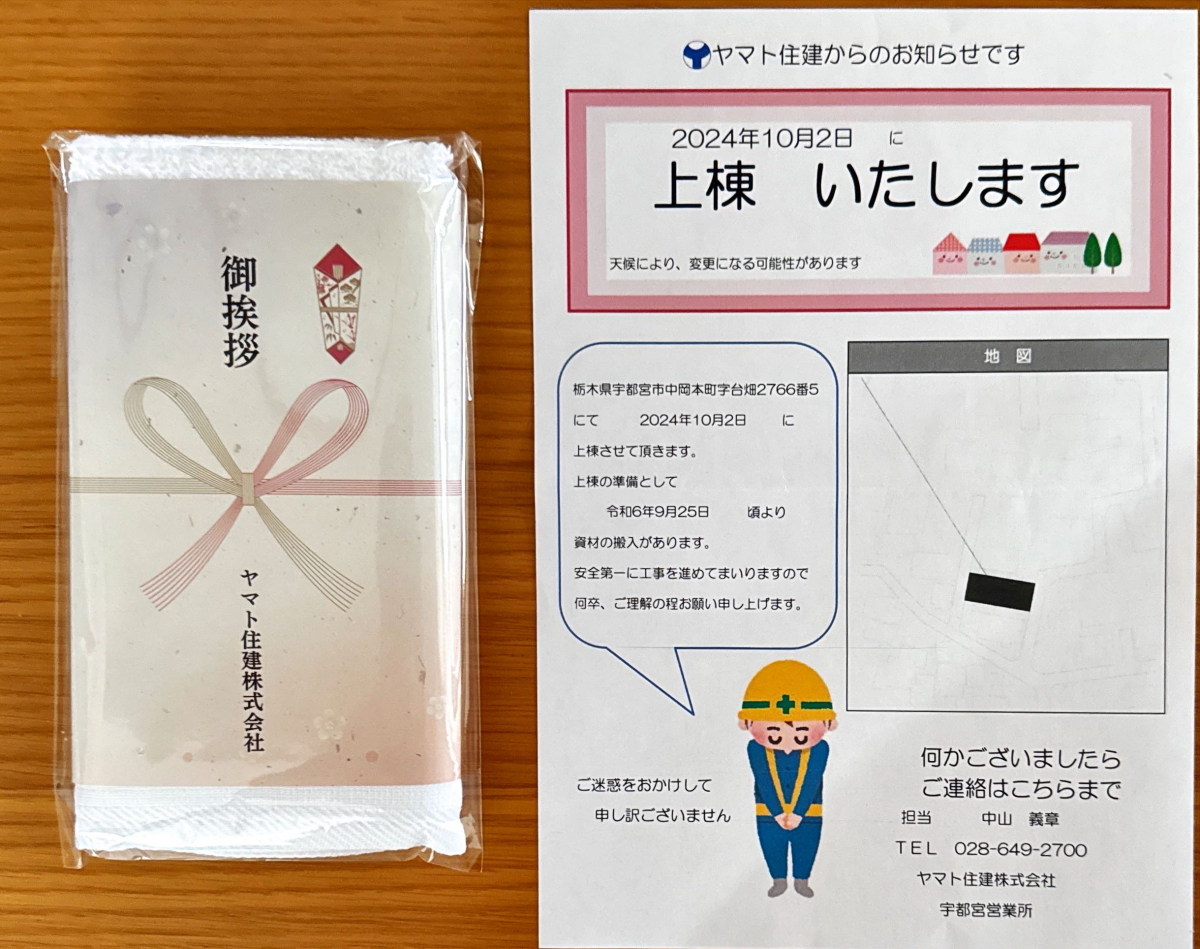 御挨拶
ヤマト住建株式会社
ヤマト住建からのお知らせです
2024年10月2日 に
上棟 いたします
天候により、変更になる可能性があります
栃木県宇都宮市中岡本町字台畑2766番5
にて 2024年10月2日 に
上棟させて頂きます。
上棟の準備として
令和6年9月25日 頃より
資材の搬入があります。
安全第一に工事を進めてまいりますので
何卒、ご理解の程お願い申し上げます。
地 図
ご迷惑をおかけして
申し訳ございません
何かございましたら
ご連絡はこちらまで
担当 中山 義章
TEL 028-649-2700
ヤマト住建株式会社
宇都宮営業所